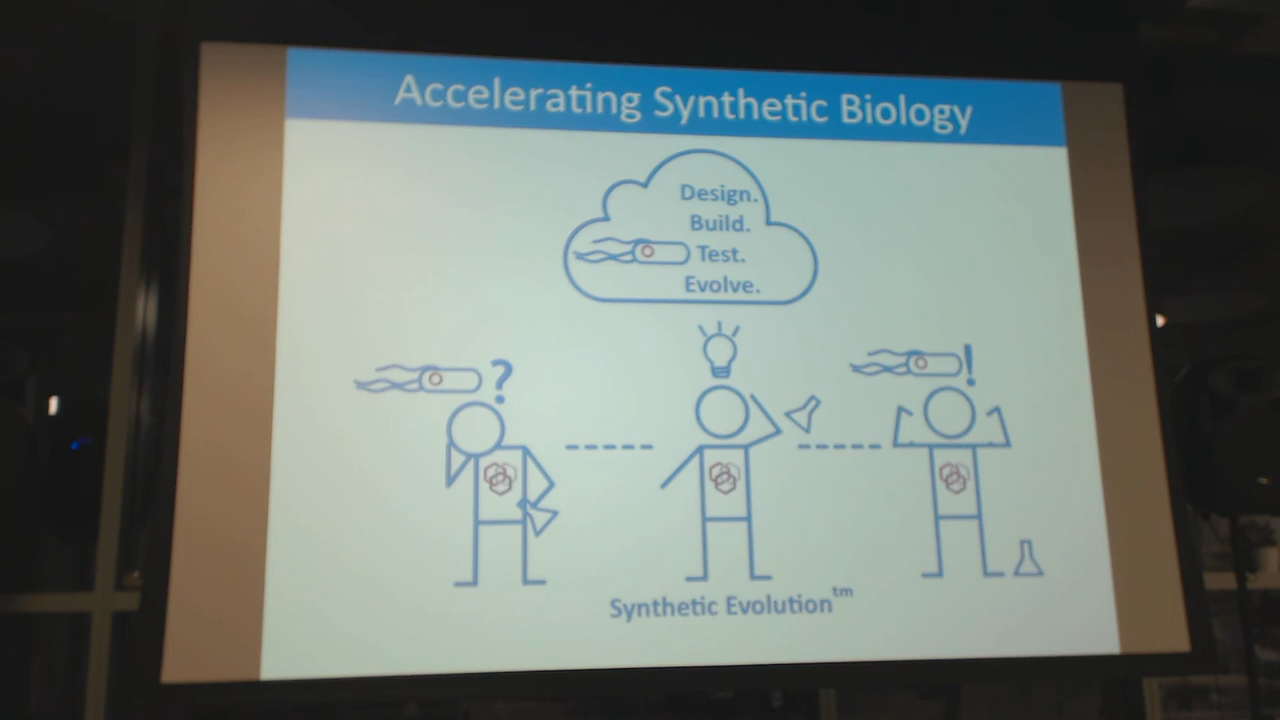 Accelerating Synthetic Biology
Design.
Build.
Test.
Evolve.
?
!
Synthetic Evolution™